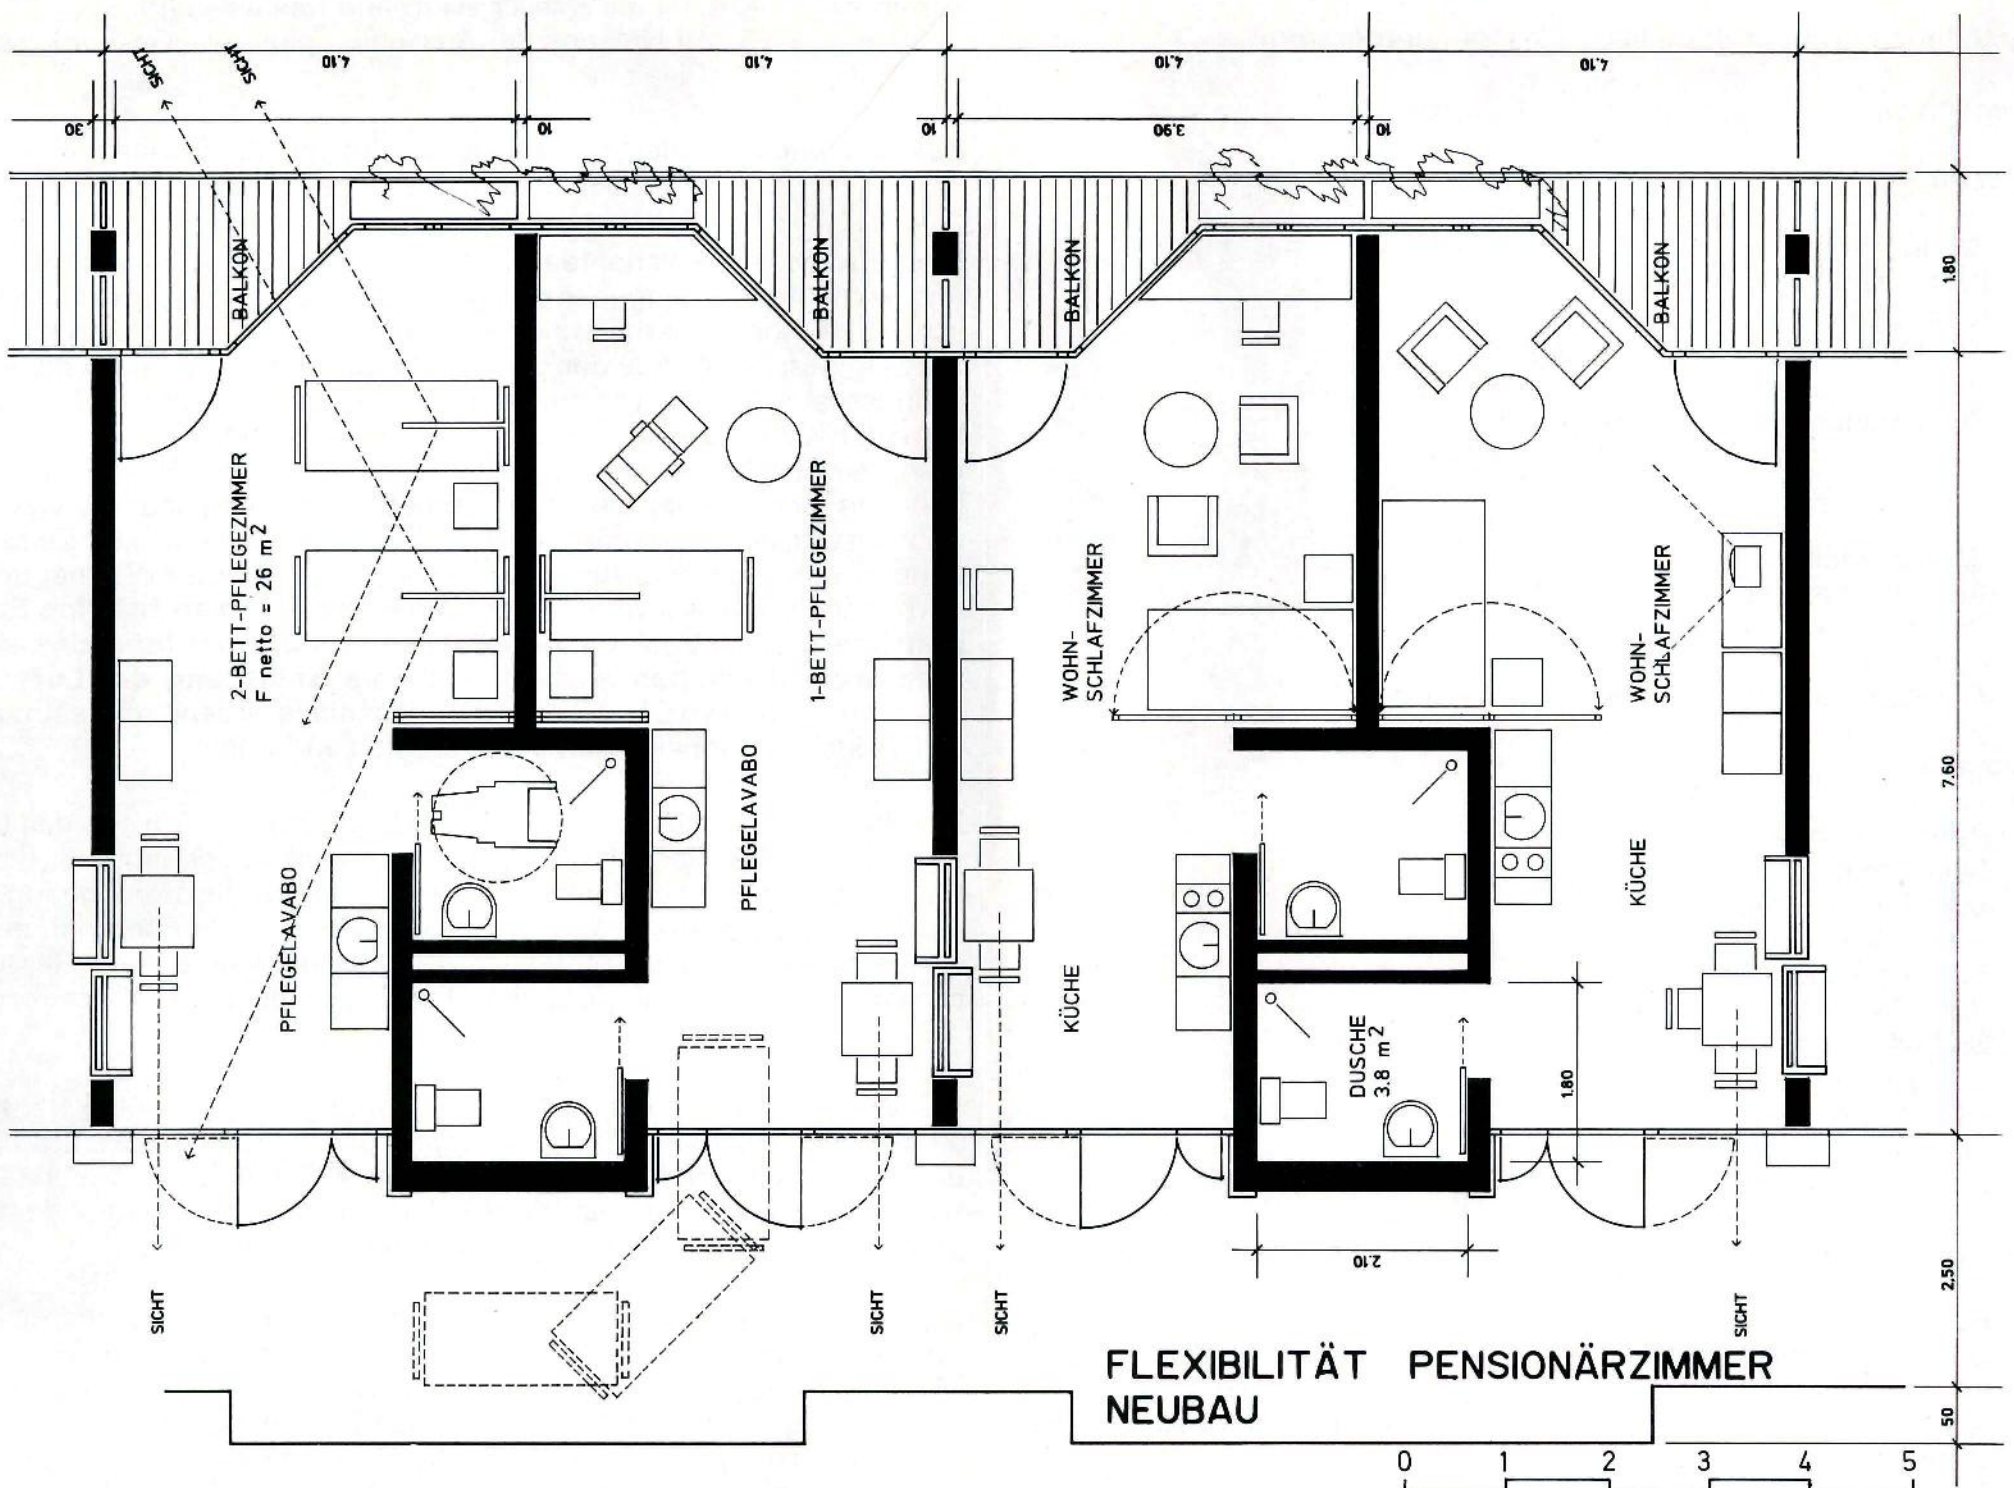 SICHT
SICHT
4.10
4.10
4.10
4.10
30
10
10
3.90
10
BALKON
BALKON
BALKON
BALKON
1.80
2-BETT-PFLEGEZIMMER
F netto = 26 m²
1-BETT-PFLEGEZIMMER
WOHN-
SCHLAFZIMMER
WOHN-
SCHLAFZIMMER
7.60
PFLEGELAVABO
PFLEGELAVABO
KÜCHE
KÜCHE
DUSCHE
3.8 m²
1.80
2.10
2.50
SICHT
SICHT
SICHT
SICHT
FLEXIBILITÄT PENSIONÄRZIMMER
NEUBAU
50
0 1 2 3 4 5